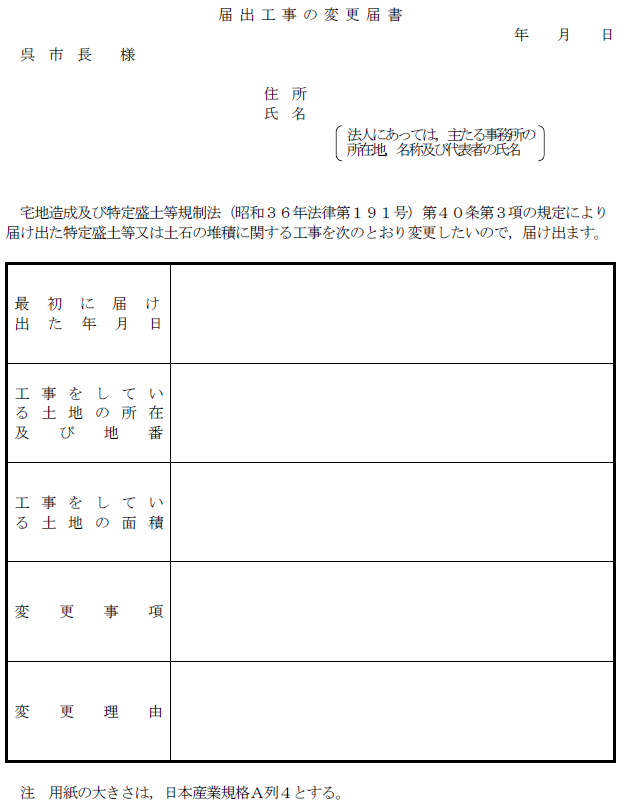 届出工事の変更届書
年　月　日
呉市長　様
住　所
氏　名
法人にあっては，主たる事務所の
所在地，名称及び代表者の氏名
宅地造成及び特定盛土等規制法（昭和３６年法律第１９１号）第４０条第３項の規定により
届け出た特定盛土等又は土石の堆積に関する工事を次のとおり変更したいので，届け出ます。
最初に届け
出た年月日
工事をしてい
る土地の所在
及び地番
工事をしてい
る土地の面積
変更事項
変更理由
注　用紙の大きさは，日本産業規格Ａ列４とする。